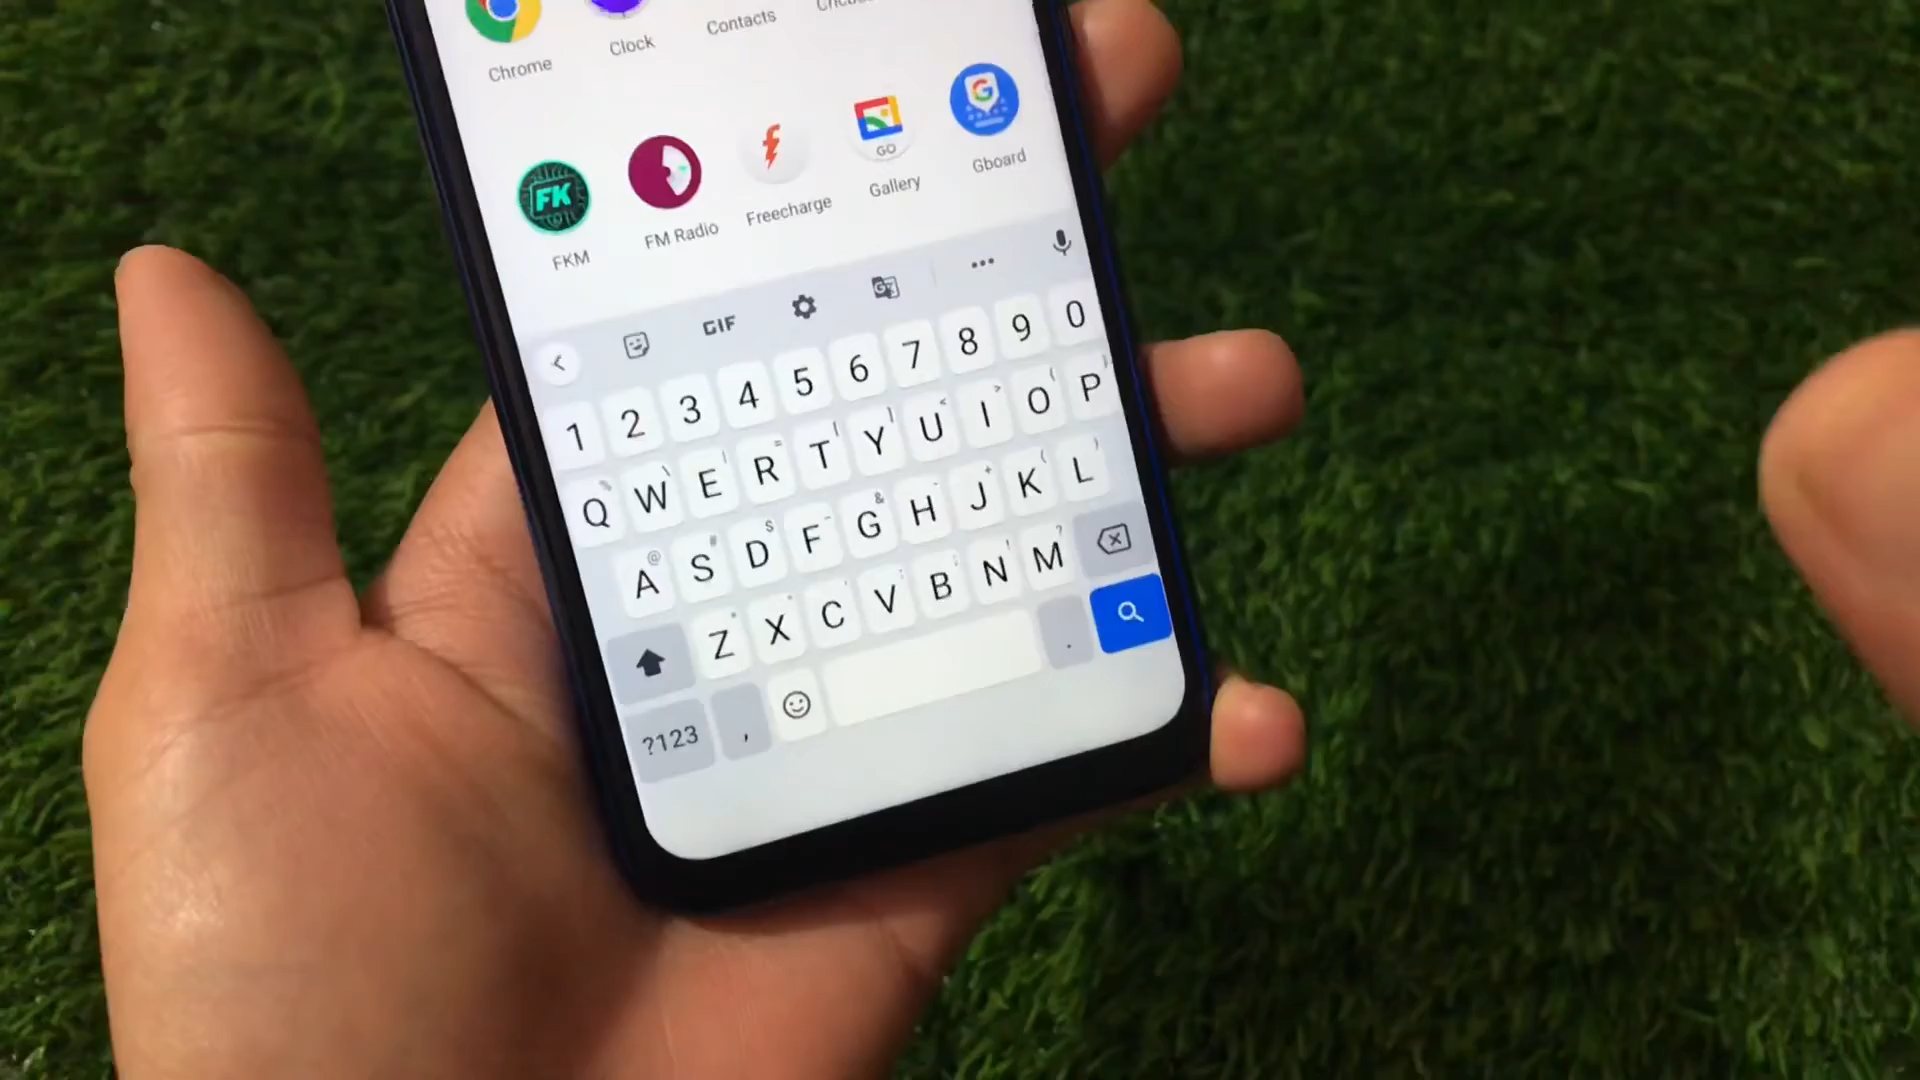 Chrome
Clock
Contacts
FK
GO
G
FKM
FM Radio
Freecharge
Gallery
Gboard
GIF
G
1 2 3 4 5 6 7 8 9 0
Q W E R T Y U I O P
A S D F G H J K L
Z X C V B N M
?123 , .